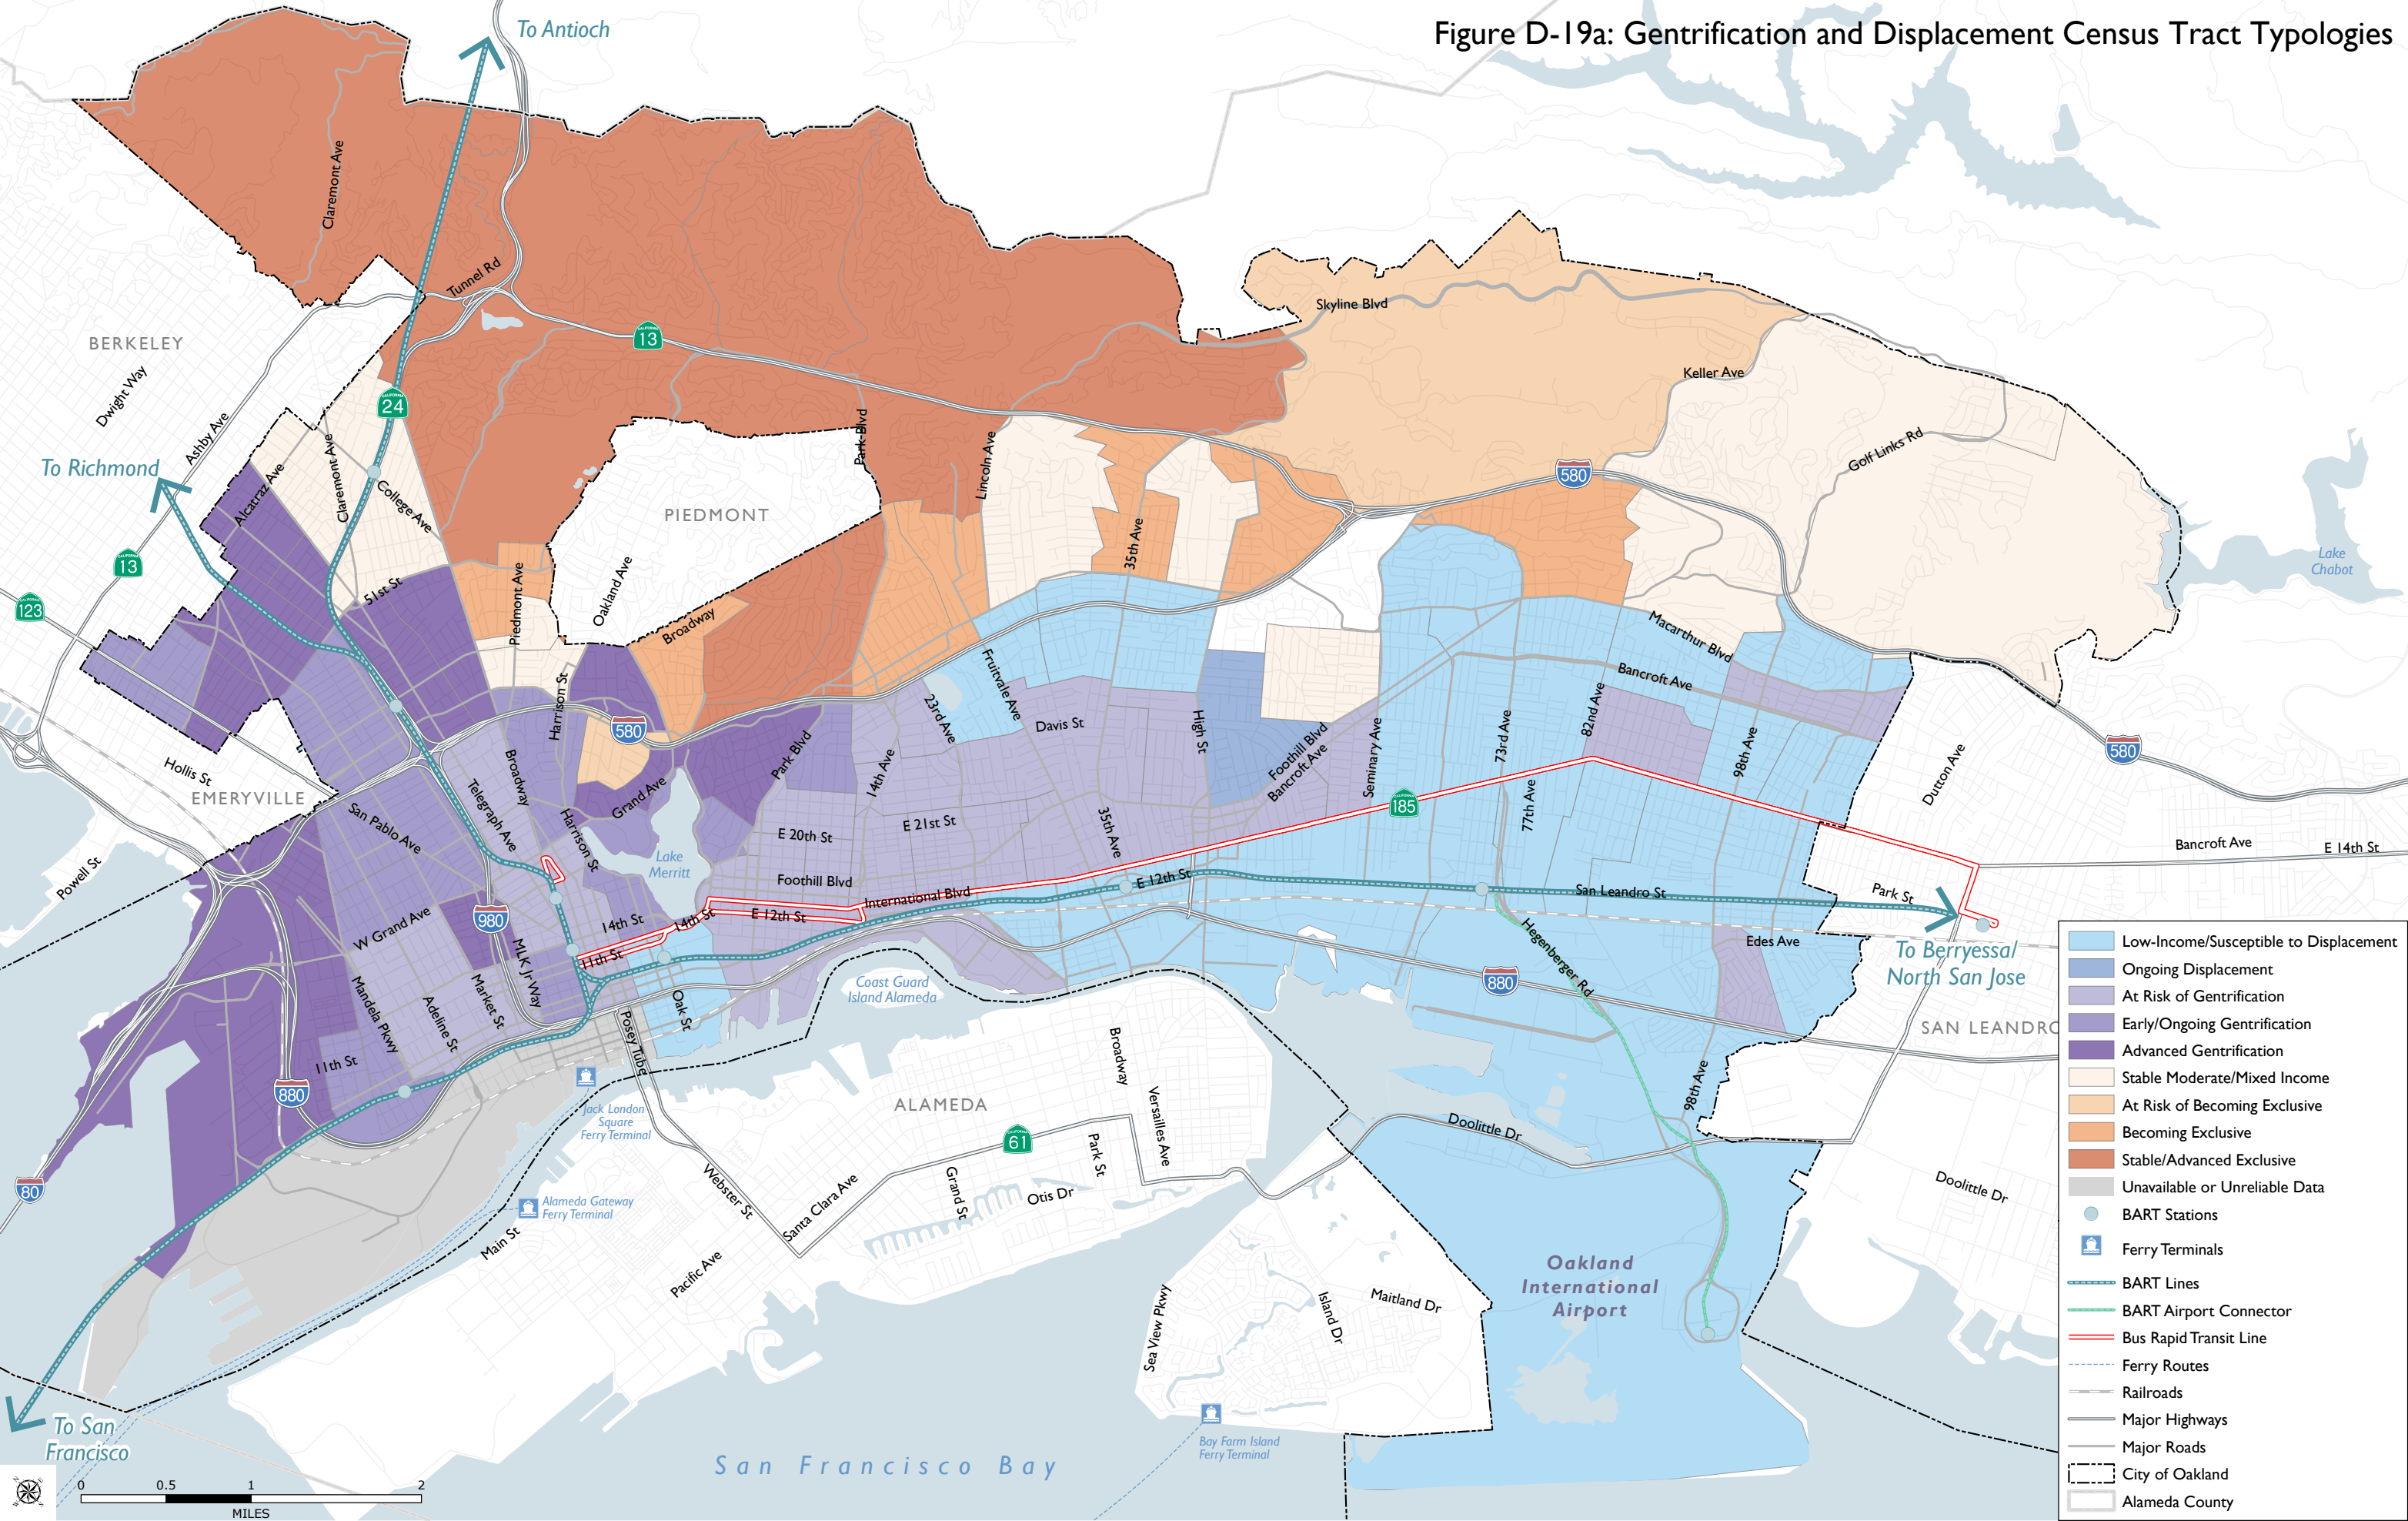 Figure D-19a: Gentrification and Displacement Census Tract Typologies
To Antioch
Claremont Ave
Tunnel Rd
13
Skyline Blvd
BERKELEY
Dwight Way
Keller Ave
24
Ashby Ave
Park Blvd
Lincoln Ave
Golf Links Rd
To Richmond
Alcatraz Ave
Claremont Ave
College Ave
PIEDMONT
580
35th Ave
13
Lake
Chabot
123
51st St
Piedmont Ave
Oakland Ave
Broadway
Macarthur Blvd
Fruitvale Ave
Bancroft Ave
Harrison St
23rd Ave
Davis St
High St
82nd Ave
73rd Ave
580
Park Blvd
Foothill Blvd
Bancroft Ave
Seminary Ave
98th Ave
580
Hollis St
EMERYVILLE
Broadway
14th Ave
Dutton Ave
Telegraph Ave
Grand Ave
San Pablo Ave
Harrison St
E 20th St
E 21st St
35th Ave
185
77th Ave
Bancroft Ave
E 14th St
Powell St
Lake
Merritt
Foothill Blvd
International Blvd
E 12th St
San Leandro St
Park St
W Grand Ave
980
14th St
14th St
E 12th St
11th St
Edes Ave
To Berryessa/
North San Jose
MLK Jr Way
Hegenberger Rd
880
Mandela Pkwy
Adeline St
Market St
Oak St
Coast Guard
Island Alameda
SAN LEANDRO
Posey Tube
11th St
880
Broadway
ALAMEDA
Versailles Ave
98th Ave
Jack London
Square
Ferry Terminal
61
Park St
Doolittle Dr
80
Alameda Gateway
Ferry Terminal
Webster St
Santa Clara Ave
Grand St
Otis Dr
Doolittle Dr
Main St
Pacific Ave
Oakland
International
Airport
Sea View Pkwy
Island Dr
Maitland Dr
To San
Francisco
Bay Farm Island
Ferry Terminal
San Francisco Bay
0 0.5 1 2
MILES
Low-Income/Susceptible to Displacement
Ongoing Displacement
At Risk of Gentrification
Early/Ongoing Gentrification
Advanced Gentrification
Stable Moderate/Mixed Income
At Risk of Becoming Exclusive
Becoming Exclusive
Stable/Advanced Exclusive
Unavailable or Unreliable Data
BART Stations
Ferry Terminals
BART Lines
BART Airport Connector
Bus Rapid Transit Line
Ferry Routes
Railroads
Major Highways
Major Roads
City of Oakland
Alameda County